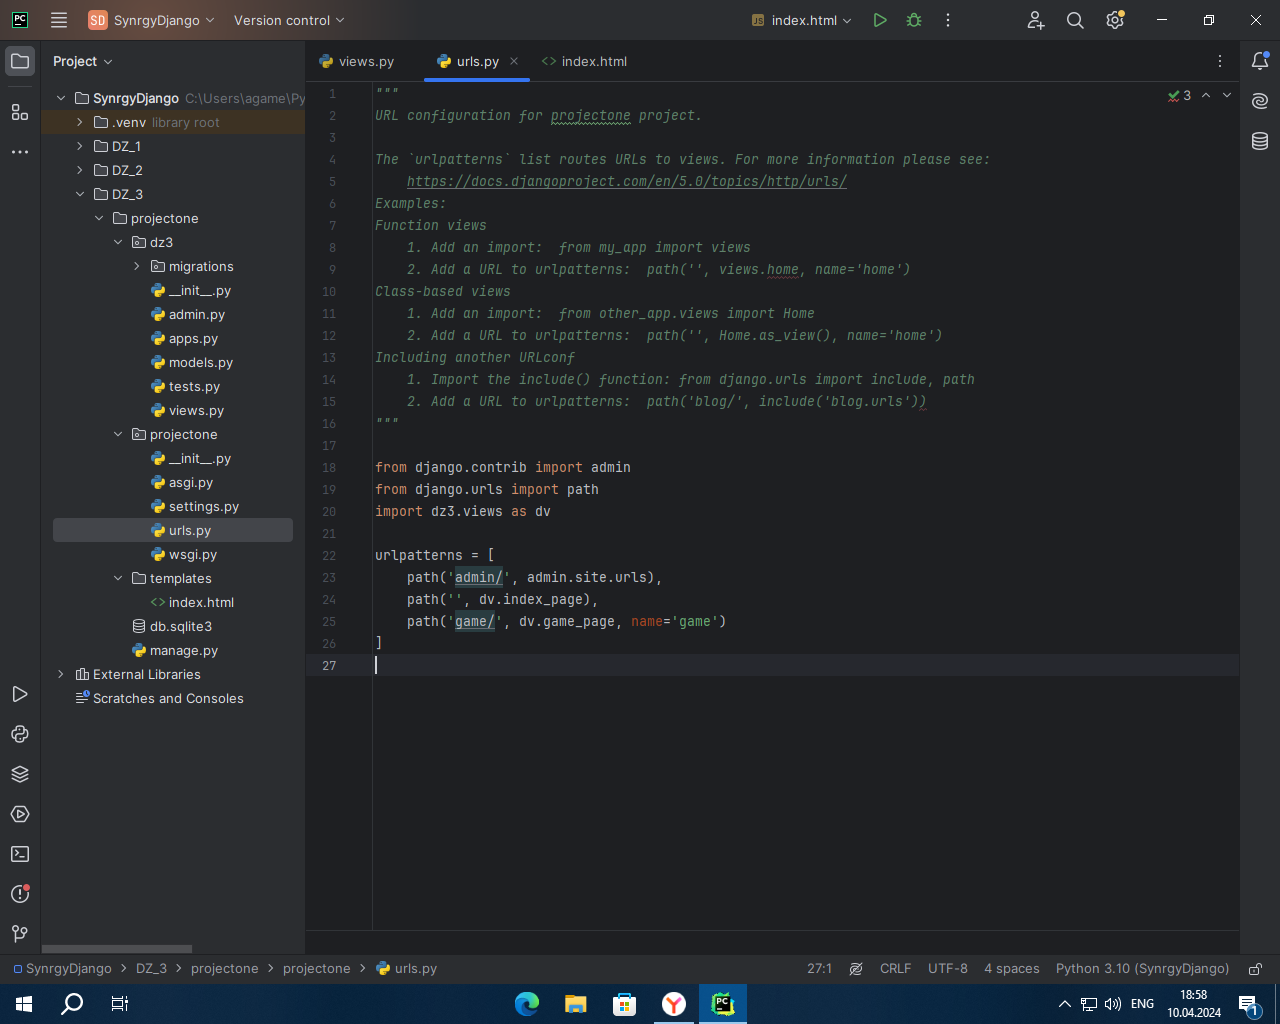 PC
SD SynrgyDjango Version control JS index.html
Project
views.py urls.py index.html
SynrgyDjango C:\Users\agame\Py
.venv library root
DZ_1
DZ_2
DZ_3
projectone
dz3
migrations
__init__.py
admin.py
apps.py
models.py
tests.py
views.py
projectone
__init__.py
asgi.py
settings.py
urls.py
wsgi.py
templates
index.html
db.sqlite3
manage.py
External Libraries
Scratches and Consoles
3
1 """
2 URL configuration for projectone project.
3
4 The `urlpatterns` list routes URLs to views. For more information please see:
5 https://docs.djangoproject.com/en/5.0/topics/http/urls/
6 Examples:
7 Function views
8 1. Add an import:  from my_app import views
9 2. Add a URL to urlpatterns:  path('', views.home, name='home')
10 Class-based views
11 1. Add an import:  from other_app.views import Home
12 2. Add a URL to urlpatterns:  path('', Home.as_view(), name='home')
13 Including another URLconf
14 1. Import the include() function: from django.urls import include, path
15 2. Add a URL to urlpatterns:  path('blog/', include('blog.urls'))
16 """
17
18 from django.contrib import admin
19 from django.urls import path
20 import dz3.views as dv
21
22 urlpatterns = [
23 path('admin/', admin.site.urls),
24 path('', dv.index_page),
25 path('game/', dv.game_page, name='game')
26 ]
27
SynrgyDjango DZ_3 projectone projectone urls.py 27:1 CRLF UTF-8 4 spaces Python 3.10 (SynrgyDjango)
PC ENG 18:58 1
10.04.2024